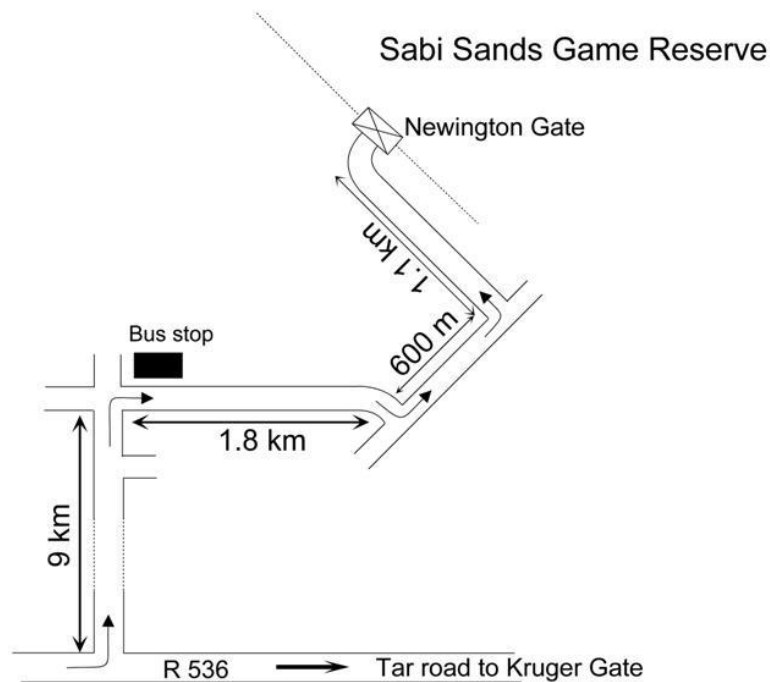 Sabi Sands Game Reserve
Newington Gate
1.1 km
600 m
Bus stop
1.8 km
9 km
R 536
Tar road to Kruger Gate